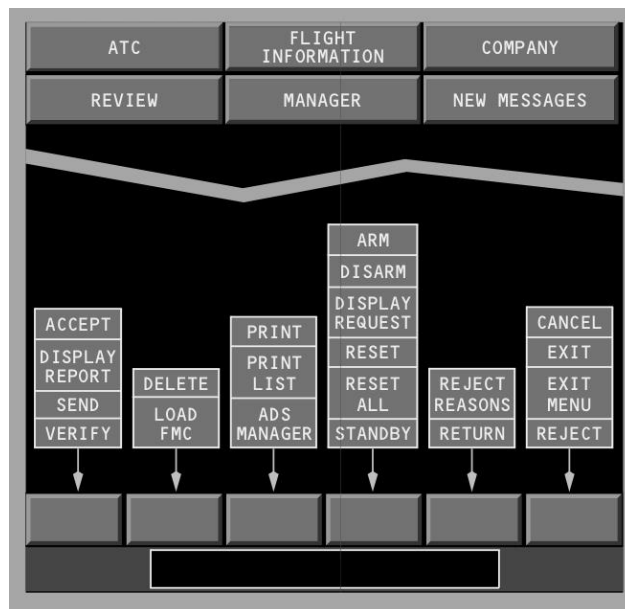 ATC
FLIGHT
INFORMATION
COMPANY
REVIEW
MANAGER
NEW MESSAGES
ACCEPT
DISPLAY
REPORT
SEND
VERIFY
DELETE
LOAD
FMC
PRINT
PRINT
LIST
ADS
MANAGER
ARM
DISARM
DISPLAY
REQUEST
RESET
RESET
ALL
STANDBY
REJECT
REASONS
RETURN
CANCEL
EXIT
EXIT
MENU
REJECT